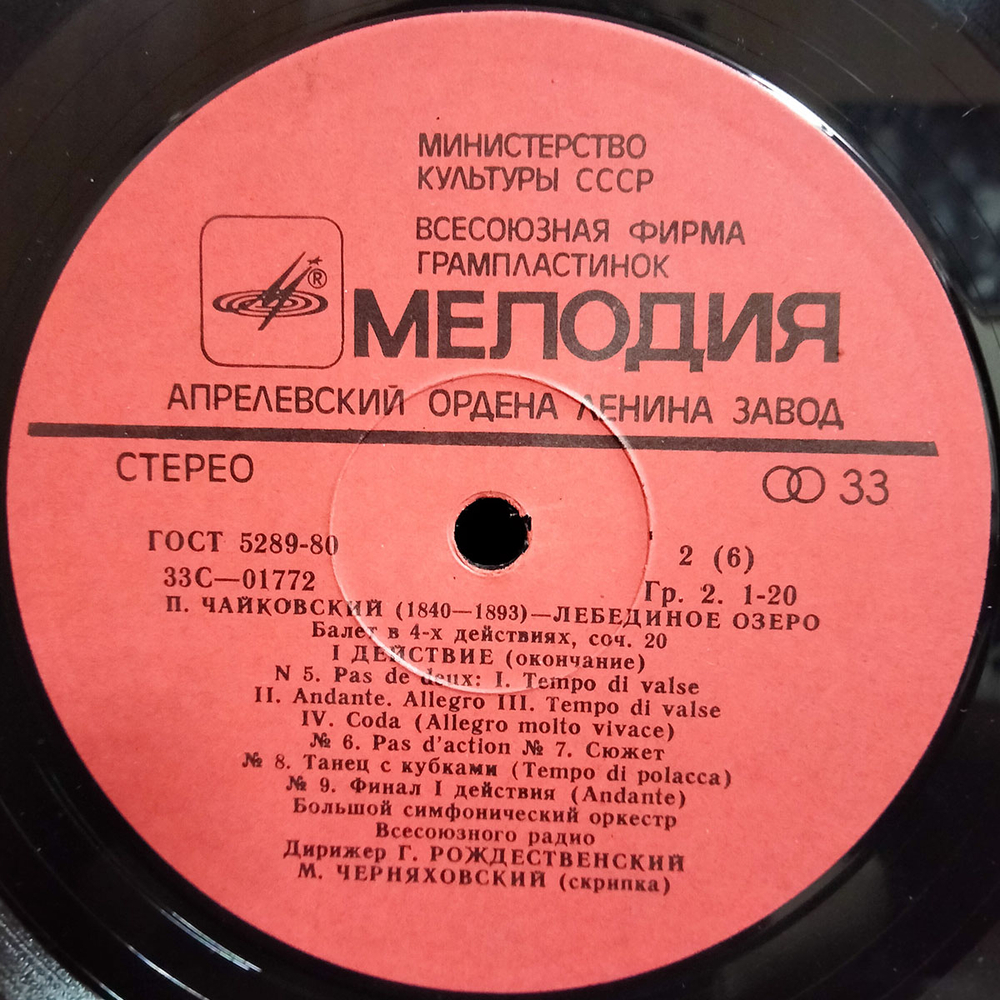 МИНИСТЕРСТВО
КУЛЬТУРЫ СССР
ВСЕСОЮЗНАЯ ФИРМА
ГРАМПЛАСТИНОК
®
МЕЛОДИЯ
АПРЕЛЕВСКИЙ ОРДЕНА ЛЕНИНА ЗАВОД
СТЕРЕО
33
ГОСТ 5289-80
2 (6)
33С—01772
Гр. 2. 1-20
П. ЧАЙКОВСКИЙ (1840—1893)—ЛЕБЕДИНОЕ ОЗЕРО
Балет в 4-х действиях, соч. 20
I ДЕЙСТВИЕ (окончание)
N 5. Pas de deux: I. Tempo di valse
II. Andante. Allegro III. Tempo di valse
IV. Coda (Allegro molto vivace)
№ 6. Pas d'action № 7. Сюжет
№ 8. Танец с кубками (Tempo di polacca)
№ 9. Финал I действия (Andante)
Большой симфонический оркестр
Всесоюзного радио
Дирижер Г. РОЖДЕСТВЕНСКИЙ
М. ЧЕРНЯХОВСКИЙ (скрипка)